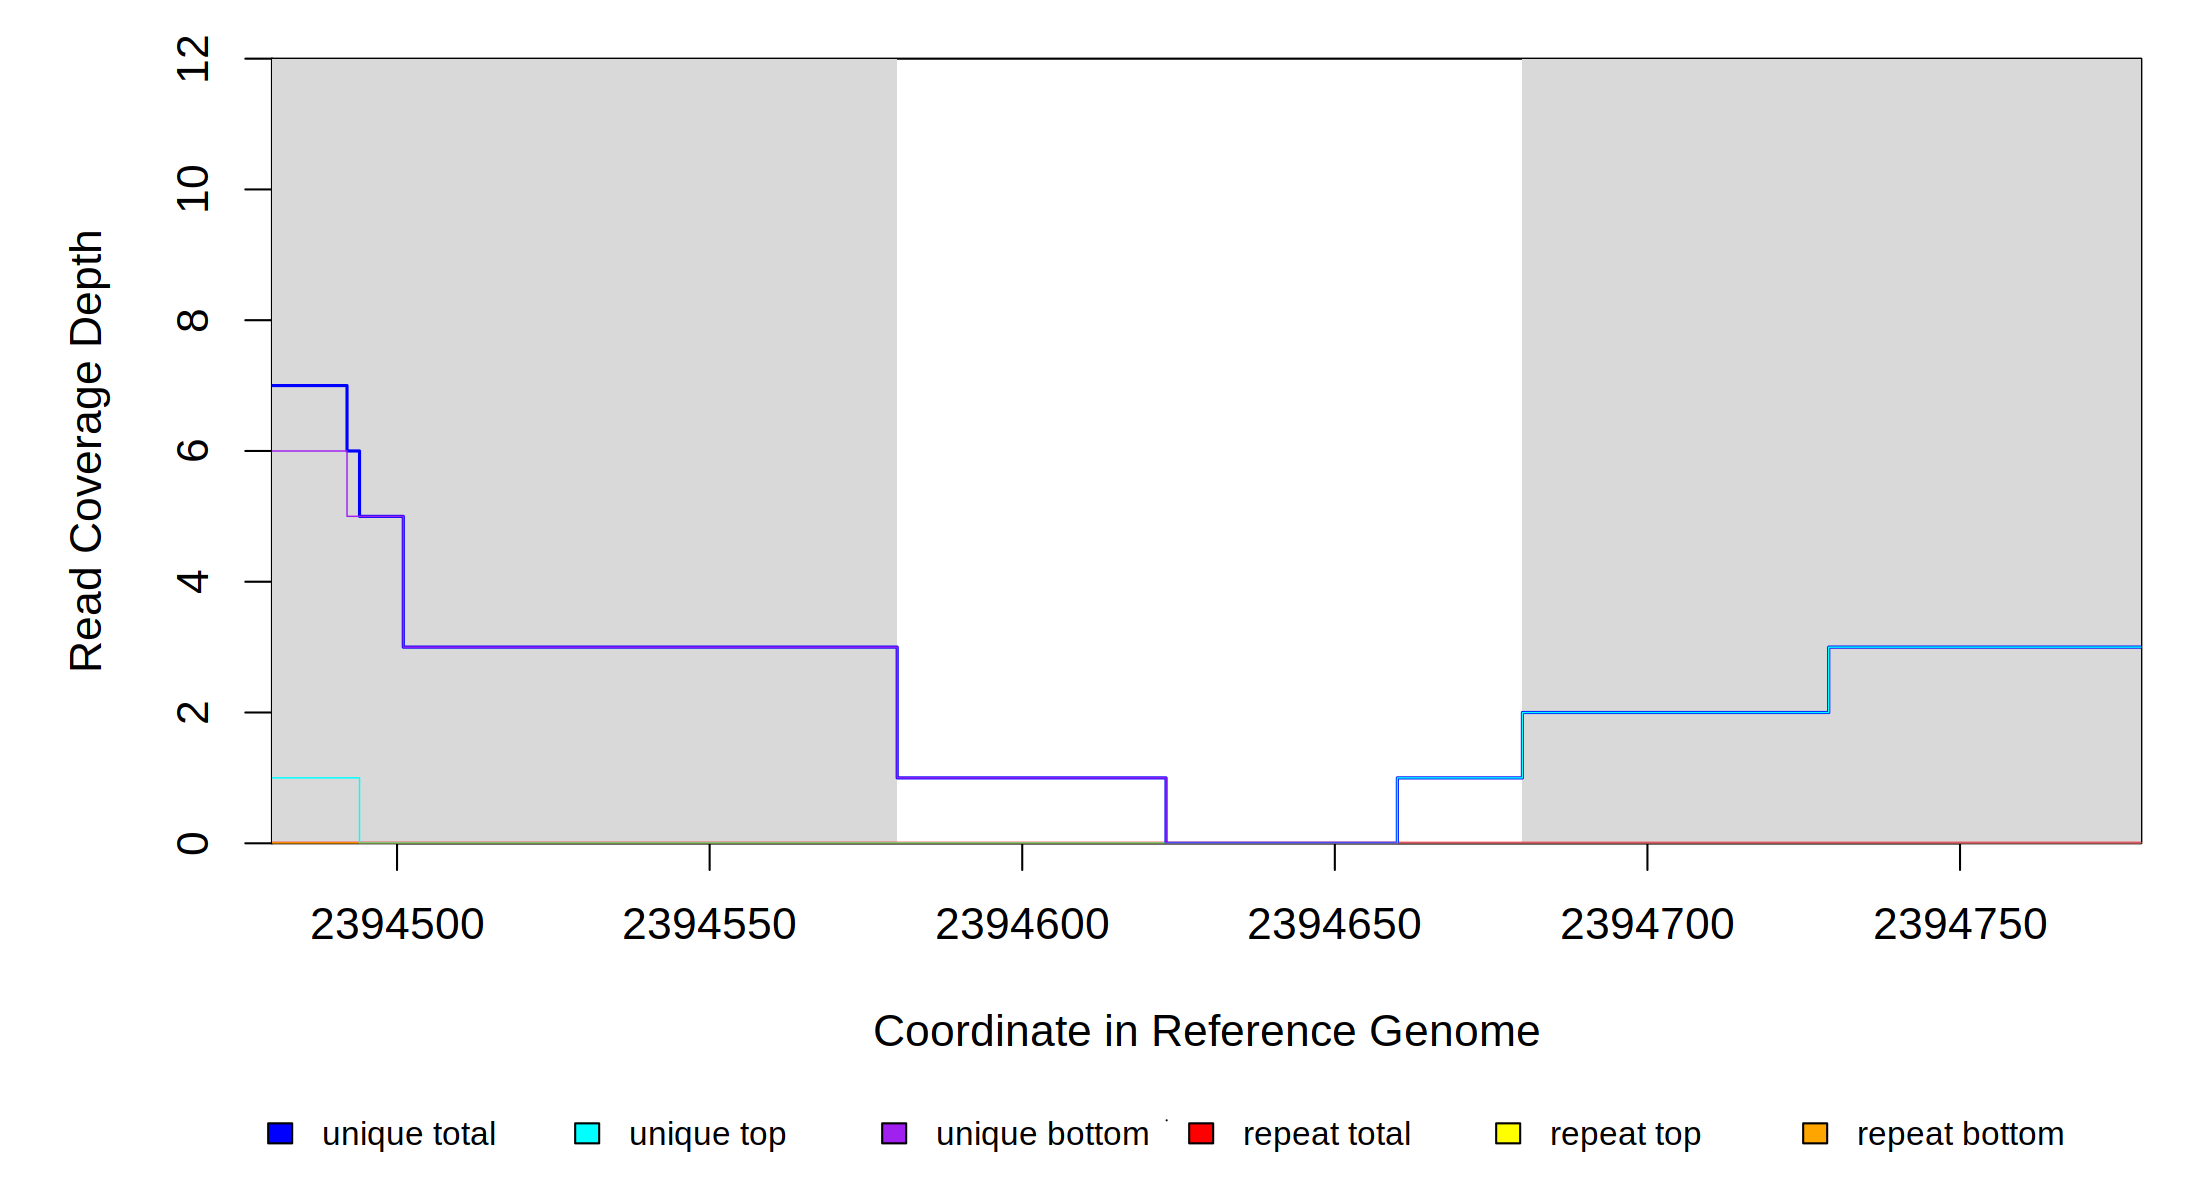 Read Coverage Depth
12
10
8
6
4
2
0
2394500 2394550 2394600 2394650 2394700 2394750
Coordinate in Reference Genome
unique total unique top unique bottom repeat total repeat top repeat bottom